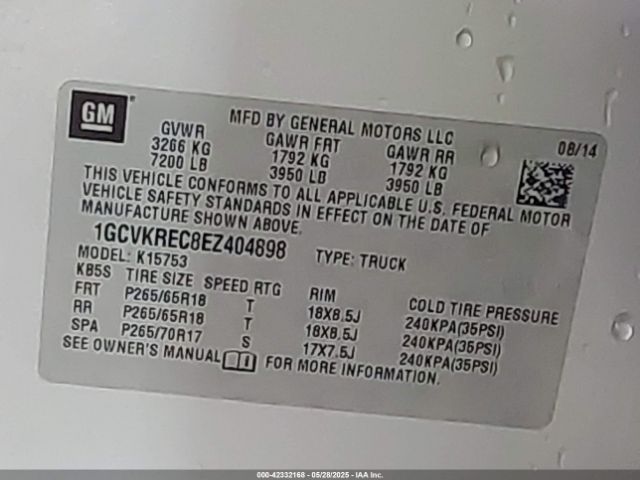 GM
MFD BY GENERAL MOTORS LLC 08/14
GVWR GAWR FRT GAWR RR
3266 KG 1792 KG 1792 KG
7200 LB 3950 LB 3950 LB
THIS VEHICLE CONFORMS TO ALL APPLICABLE U.S. FEDERAL MOTOR
VEHICLE SAFETY STANDARDS IN EFFECT ON THE DATE OF
MANUFACTURE SHOWN ABOVE.
1GCVKREC8EZ404898 TYPE: TRUCK
MODEL: K15753
KB5S TIRE SIZE SPEED RTG RIM COLD TIRE PRESSURE
FRT P265/65R18 T 18X8.5J 240KPA(35PSI)
RR P265/65R18 T 18X8.5J 240KPA(35PSI)
SPA P265/70R17 S 17X7.5J 240KPA(35PSI)
SEE OWNER'S MANUAL FOR MORE INFORMATION.
000-42332168 - 05/28/2025 - IAA Inc.